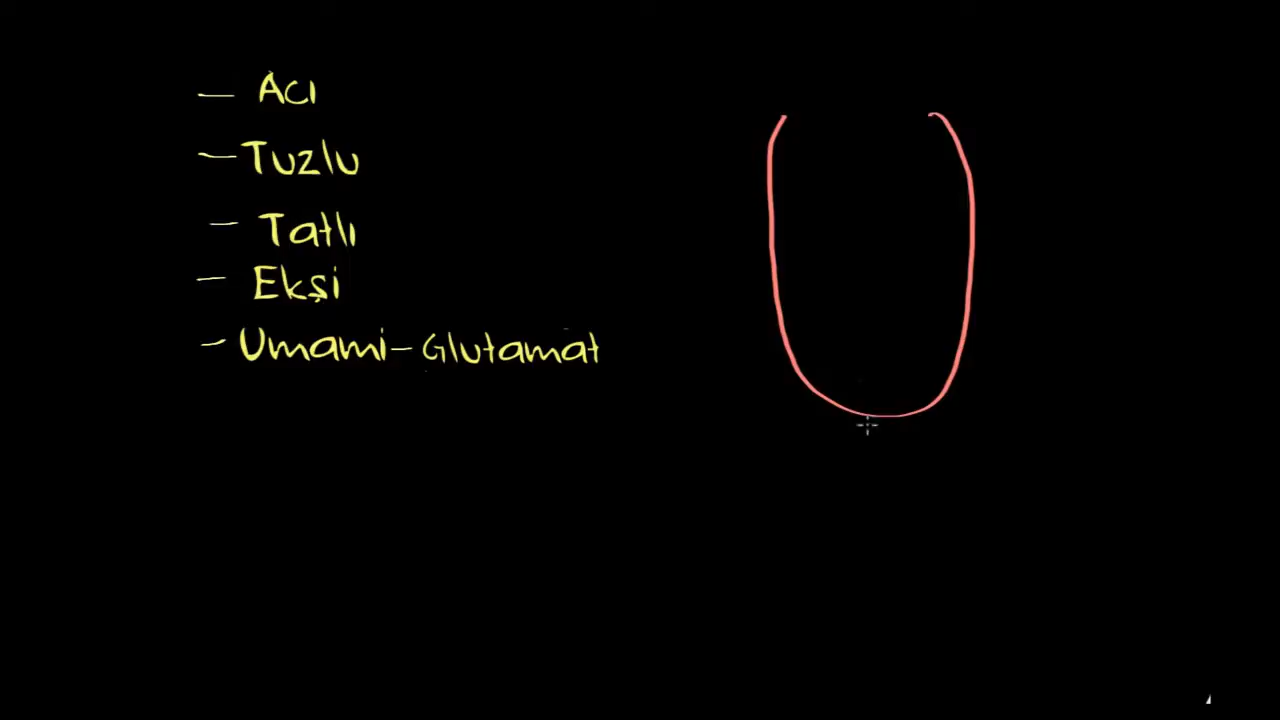 - Acı
- Tuzlu
- Tatlı
- Ekşi
- Umami - Glutamat